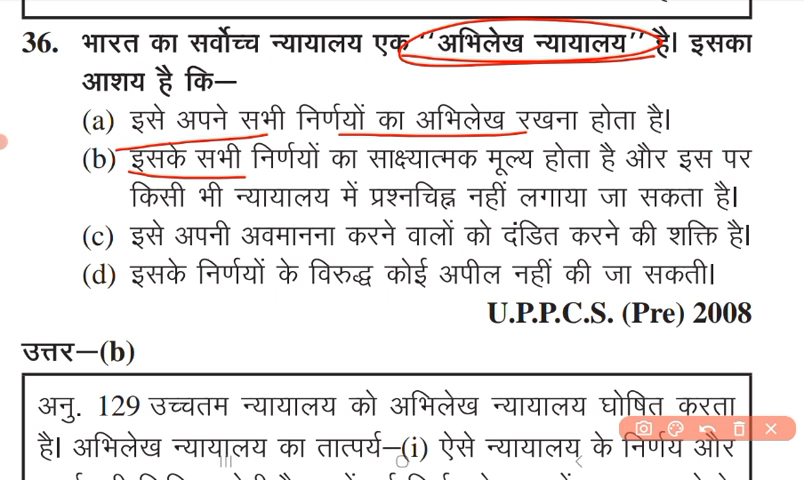 36. भारत का सर्वोच्च न्यायालय एक ''अभिलेख न्यायालय'' है। इसका
आशय है कि–
(a) इसे अपने सभी निर्णयों का अभिलेख रखना होता है।
(b) इसके सभी निर्णयों का साक्ष्यात्मक मूल्य होता है और इस पर
किसी भी न्यायालय में प्रश्नचिह्न नहीं लगाया जा सकता है।
(c) इसे अपनी अवमानना करने वालों को दंडित करने की शक्ति है।
(d) इसके निर्णयों के विरुद्ध कोई अपील नहीं की जा सकती।
U.P.P.C.S. (Pre) 2008
उत्तर–(b)
अनु. 129 उच्चतम न्यायालय को अभिलेख न्यायालय घोषित करता
है। अभिलेख न्यायालय का तात्पर्य–(i) ऐसे न्यायालय के निर्णय और